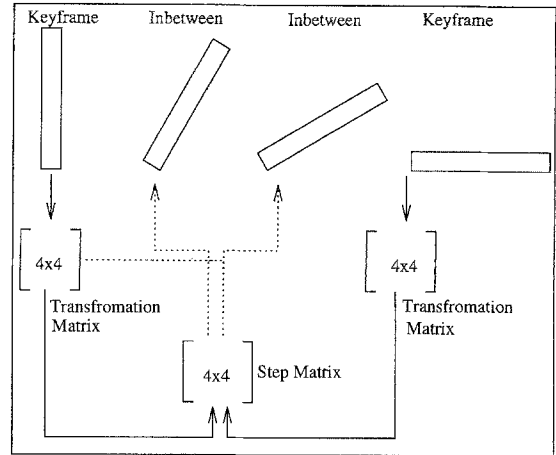 Keyframe Inbetween Inbetween Keyframe
4x4
4x4
Transfromation
Matrix
Transfromation
Matrix
4x4
Step Matrix